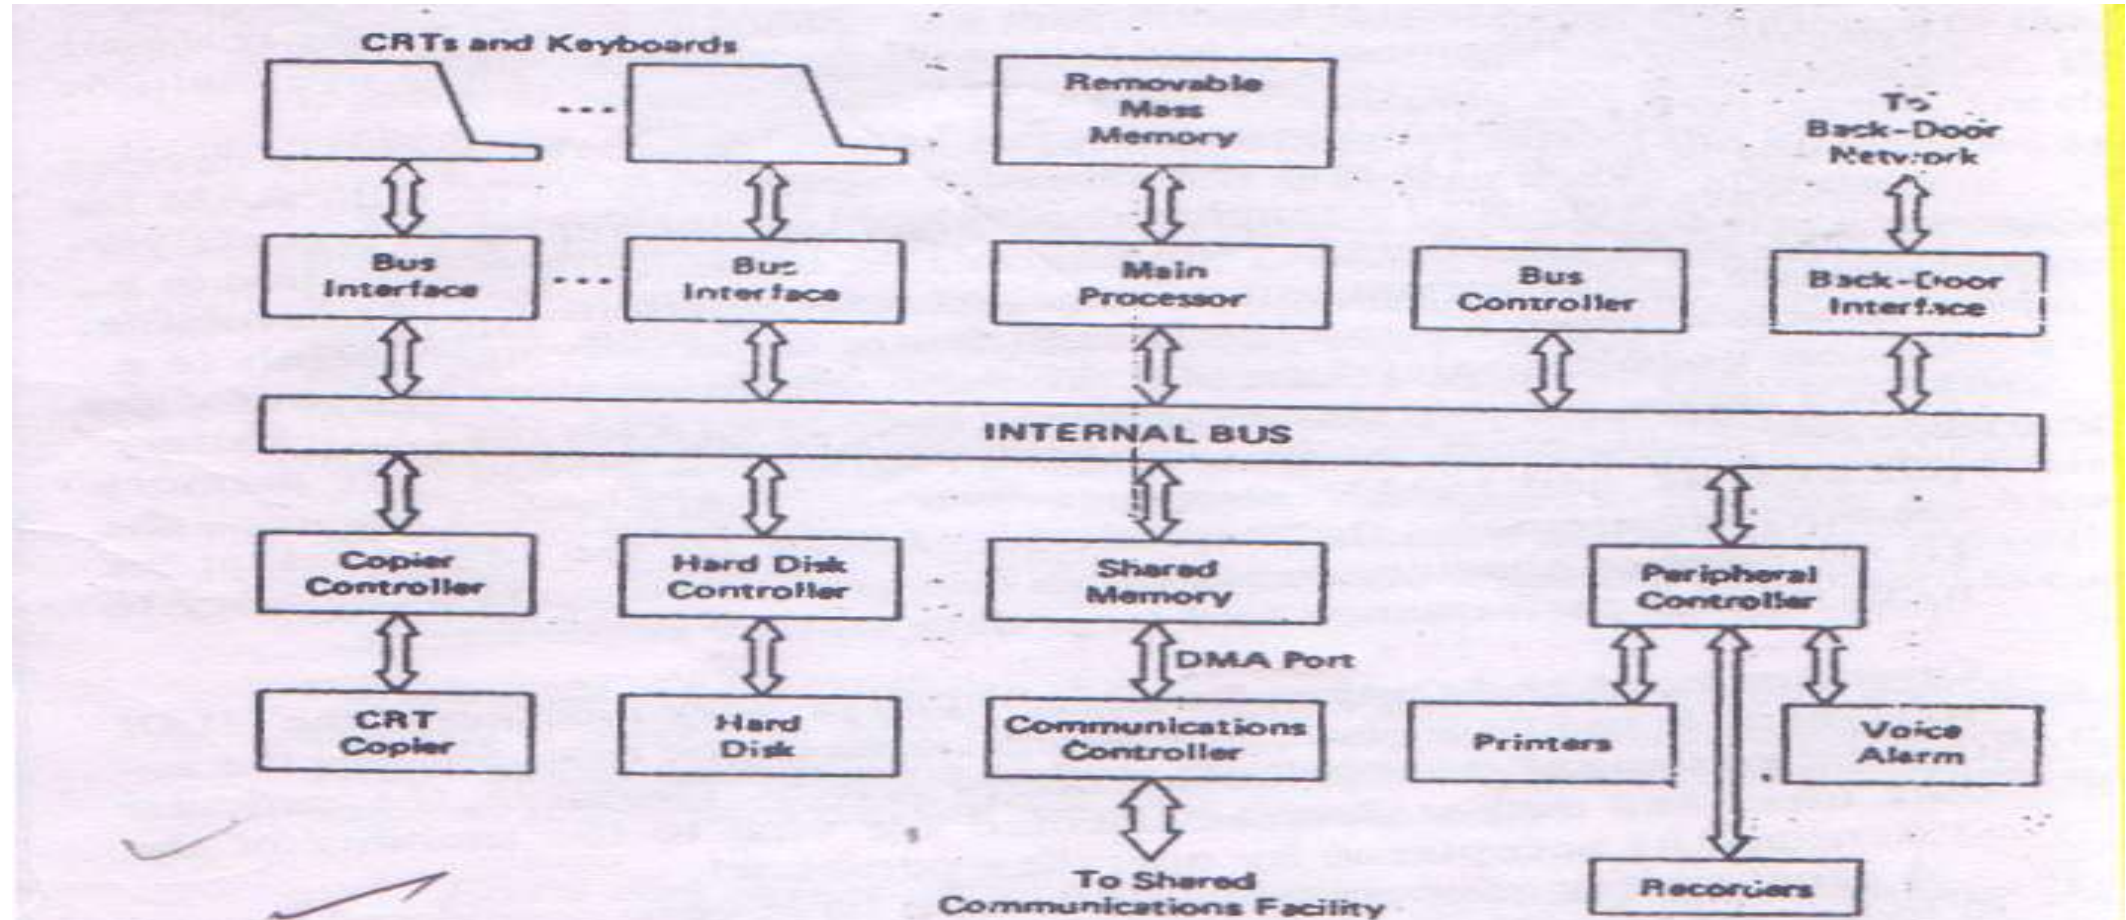 CRTs and Keyboards
...
Removable
Mass
Memory
To
Back-Door
Network
Bus
Interface
...
Bus
Interface
Main
Processor
Bus
Controller
Back-Door
Interface
INTERNAL BUS
Copier
Controller
Hard Disk
Controller
Shared
Memory
Peripheral
Controller
DMA Port
CRT
Copier
Hard
Disk
Communications
Controller
Printers
Voice
Alarm
To Shared
Communications Facility
Recorders